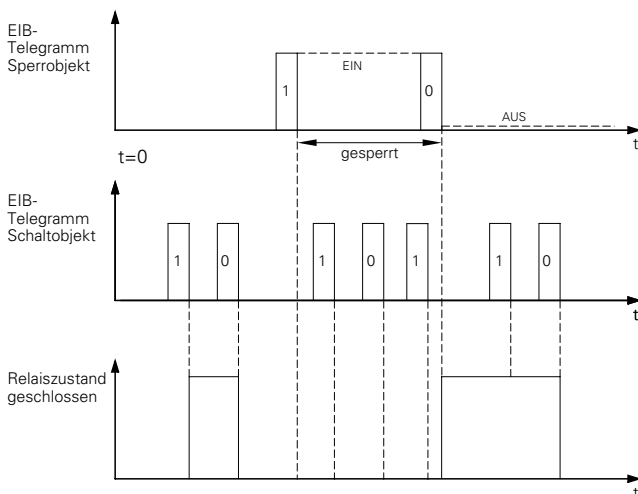 EIB-
Telegramm
Sperrobjekt
EIN
1
0
AUS
t
t=0
gesperrt
EIB-
Telegramm
Schaltobjekt
1
0
1
0
1
1
0
t
Relaiszustand
geschlossen
t